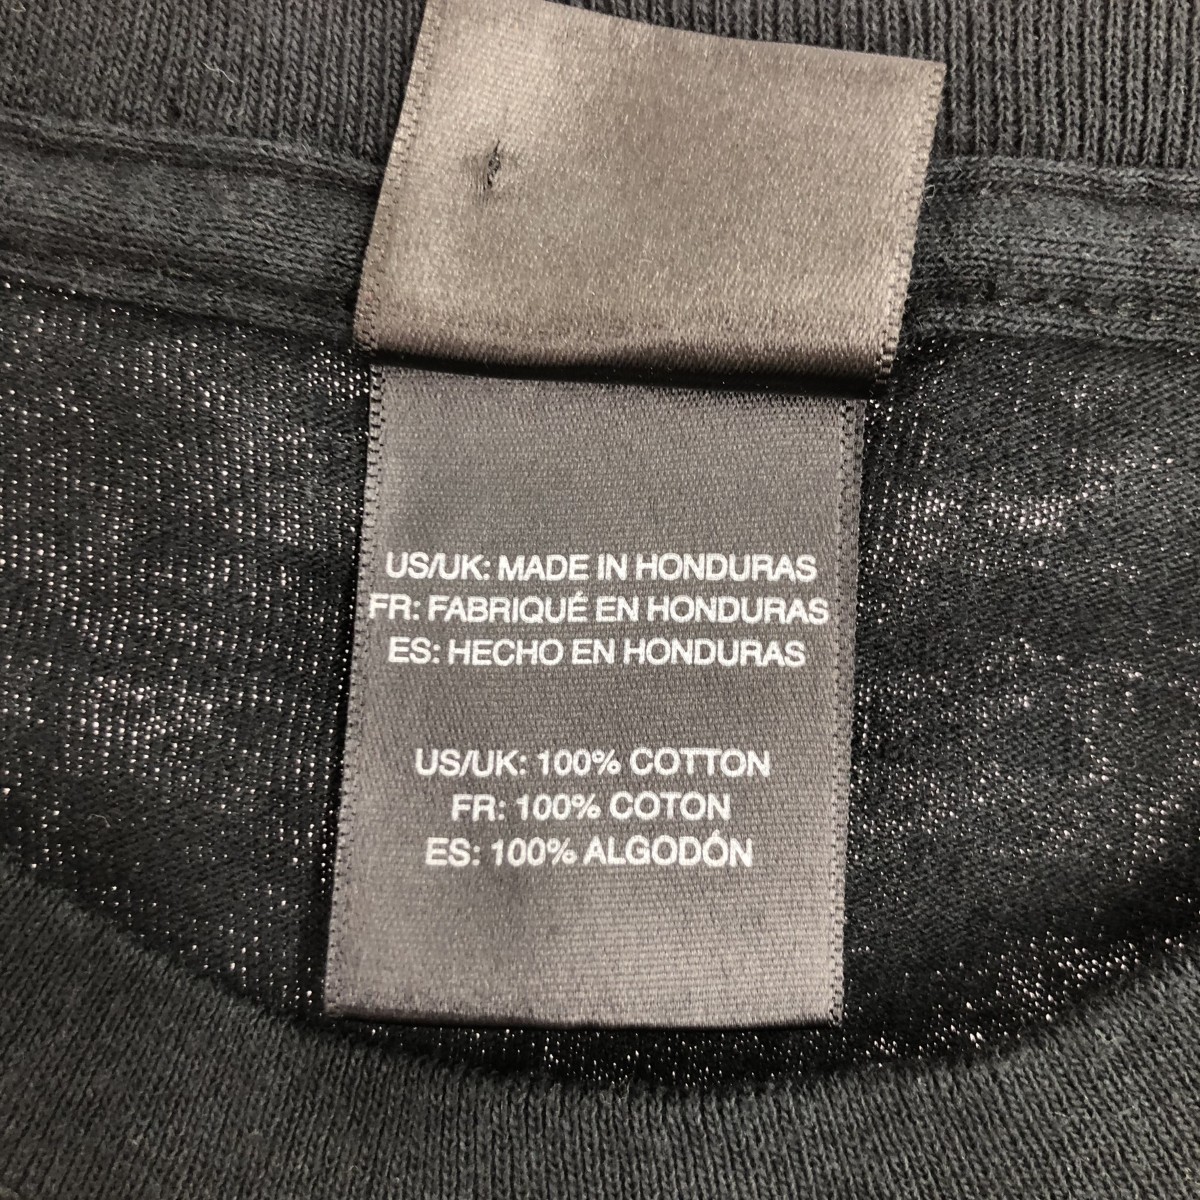 US/UK: MADE IN HONDURAS
FR: FABRIQUÉ EN HONDURAS
ES: HECHO EN HONDURAS
US/UK: 100% COTTON
FR: 100% COTON
ES: 100% ALGODÓN